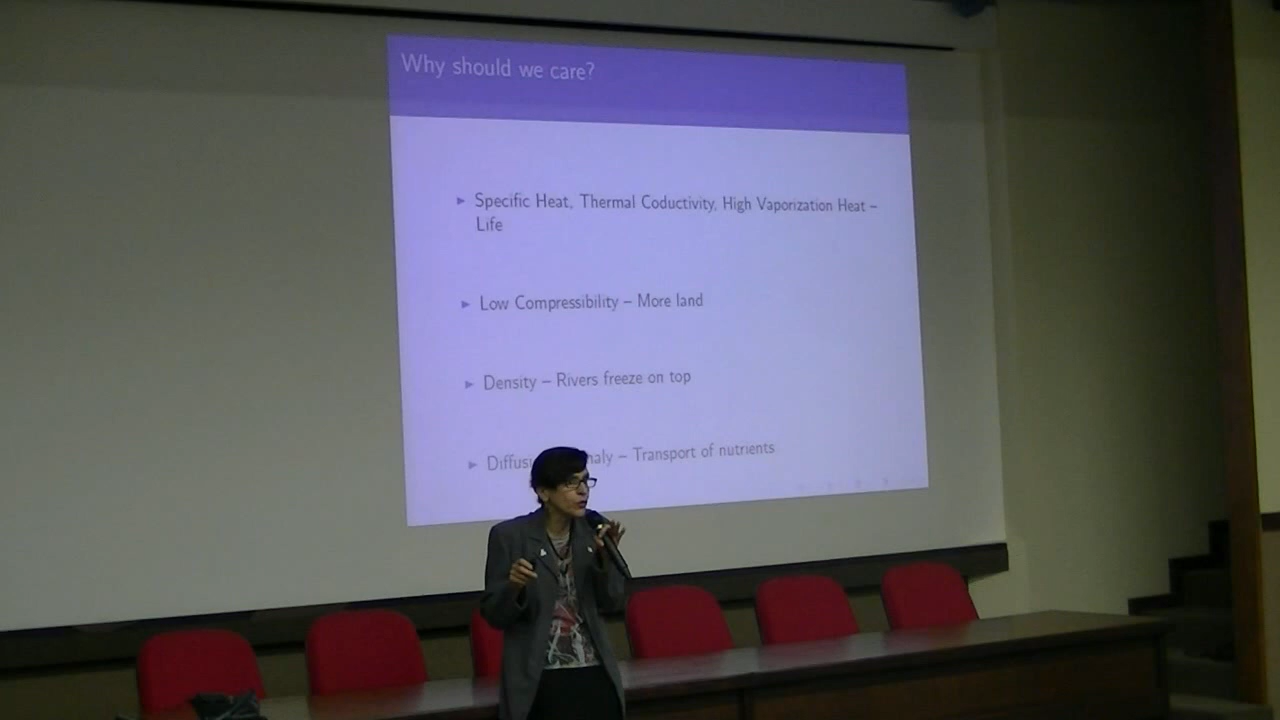 Why should we care?
Specific Heat, Thermal Coductivity, High Vaporization Heat –
Life
Low Compressibility – More land
Density – Rivers freeze on top
– Transport of nutrients